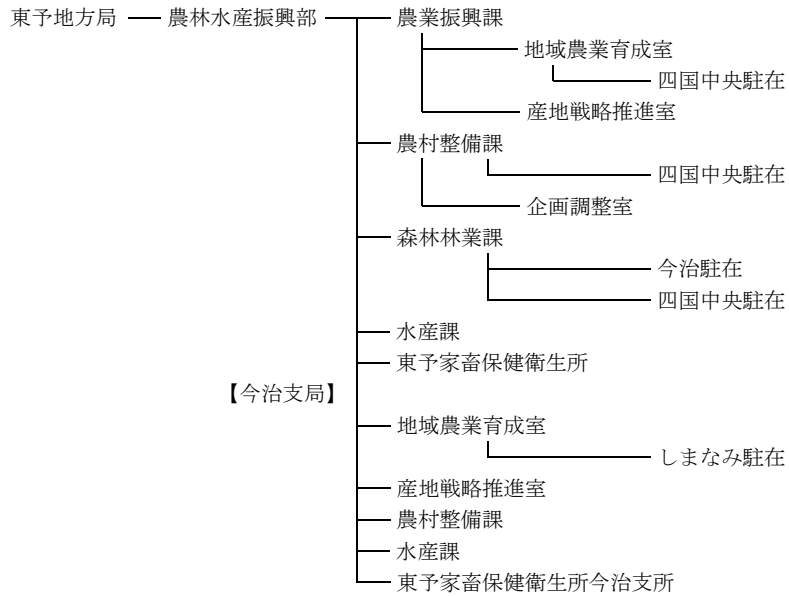 東予地方局 農林水産振興部 農業振興課
地域農業育成室
四国中央駐在
産地戦略推進室
農村整備課
四国中央駐在
企画調整室
森林林業課
今治駐在
四国中央駐在
水産課
東予家畜保健衛生所
【今治支局】
地域農業育成室
しまなみ駐在
産地戦略推進室
農村整備課
水産課
東予家畜保健衛生所今治支所